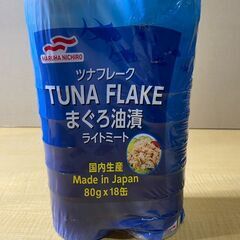 MARUHA NICHIRO
ツナフレーク
TUNA FLAKE
まぐろ油漬
ライトミート
国内生産
Made in Japan
80g x 18缶